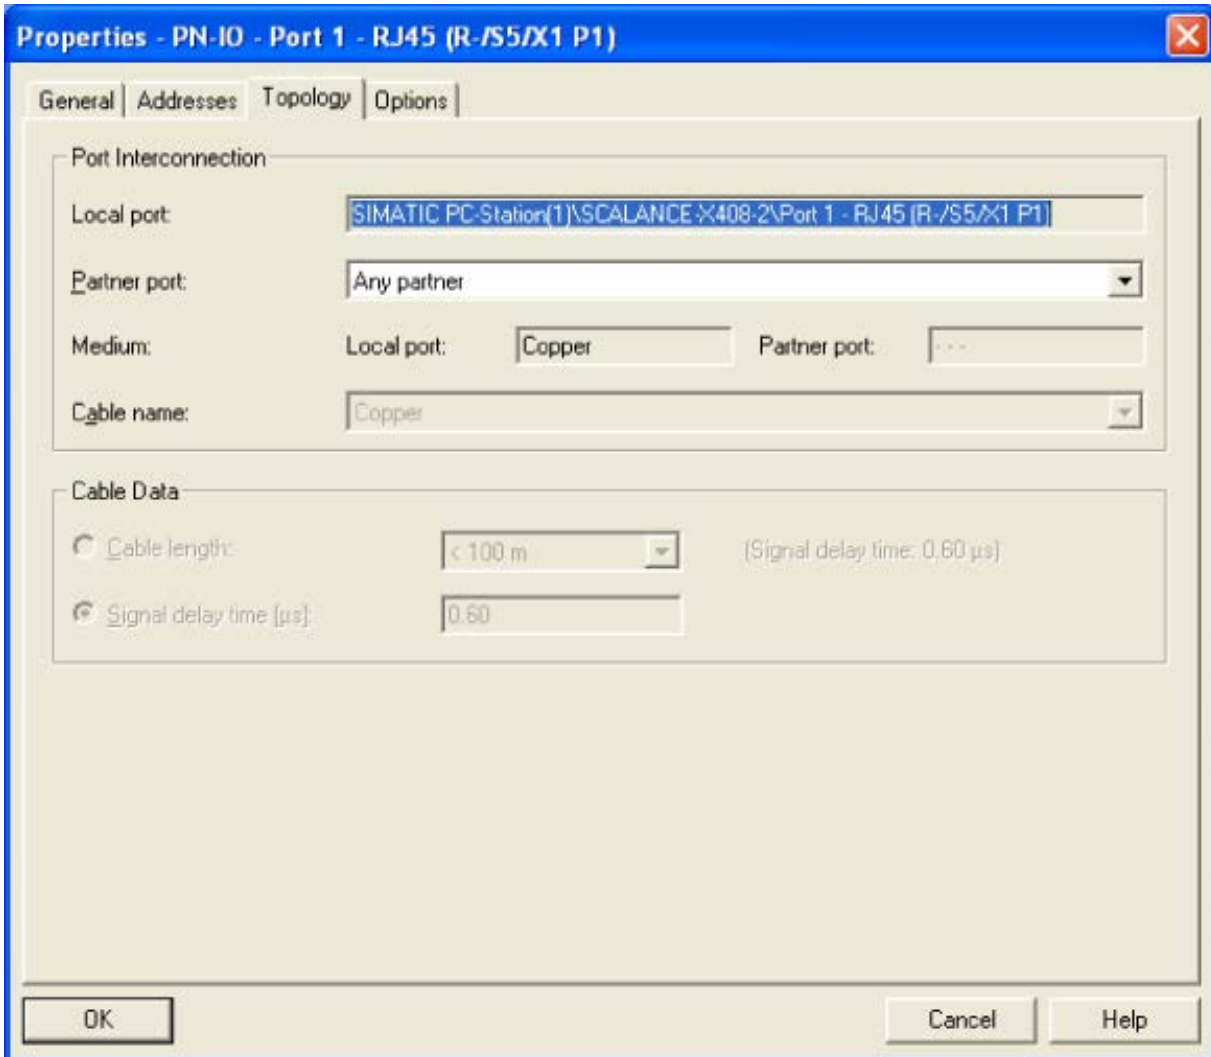 Properties - PN-IO - Port 1 - RJ45 (R-/S5/X1 P1)
General Addresses Topology Options
Port Interconnection
Local port: SIMATIC PC-Station(1)\SCALANCE-X408-2\Port 1 - RJ45 (R-/S5/X1 P1)
Partner port: Any partner
Medium: Local port: Copper Partner port: - - -
Cable name: Copper
Cable Data
Cable length: < 100 m (Signal delay time: 0.60 µs)
Signal delay time [µs]: 0.60
OK Cancel Help